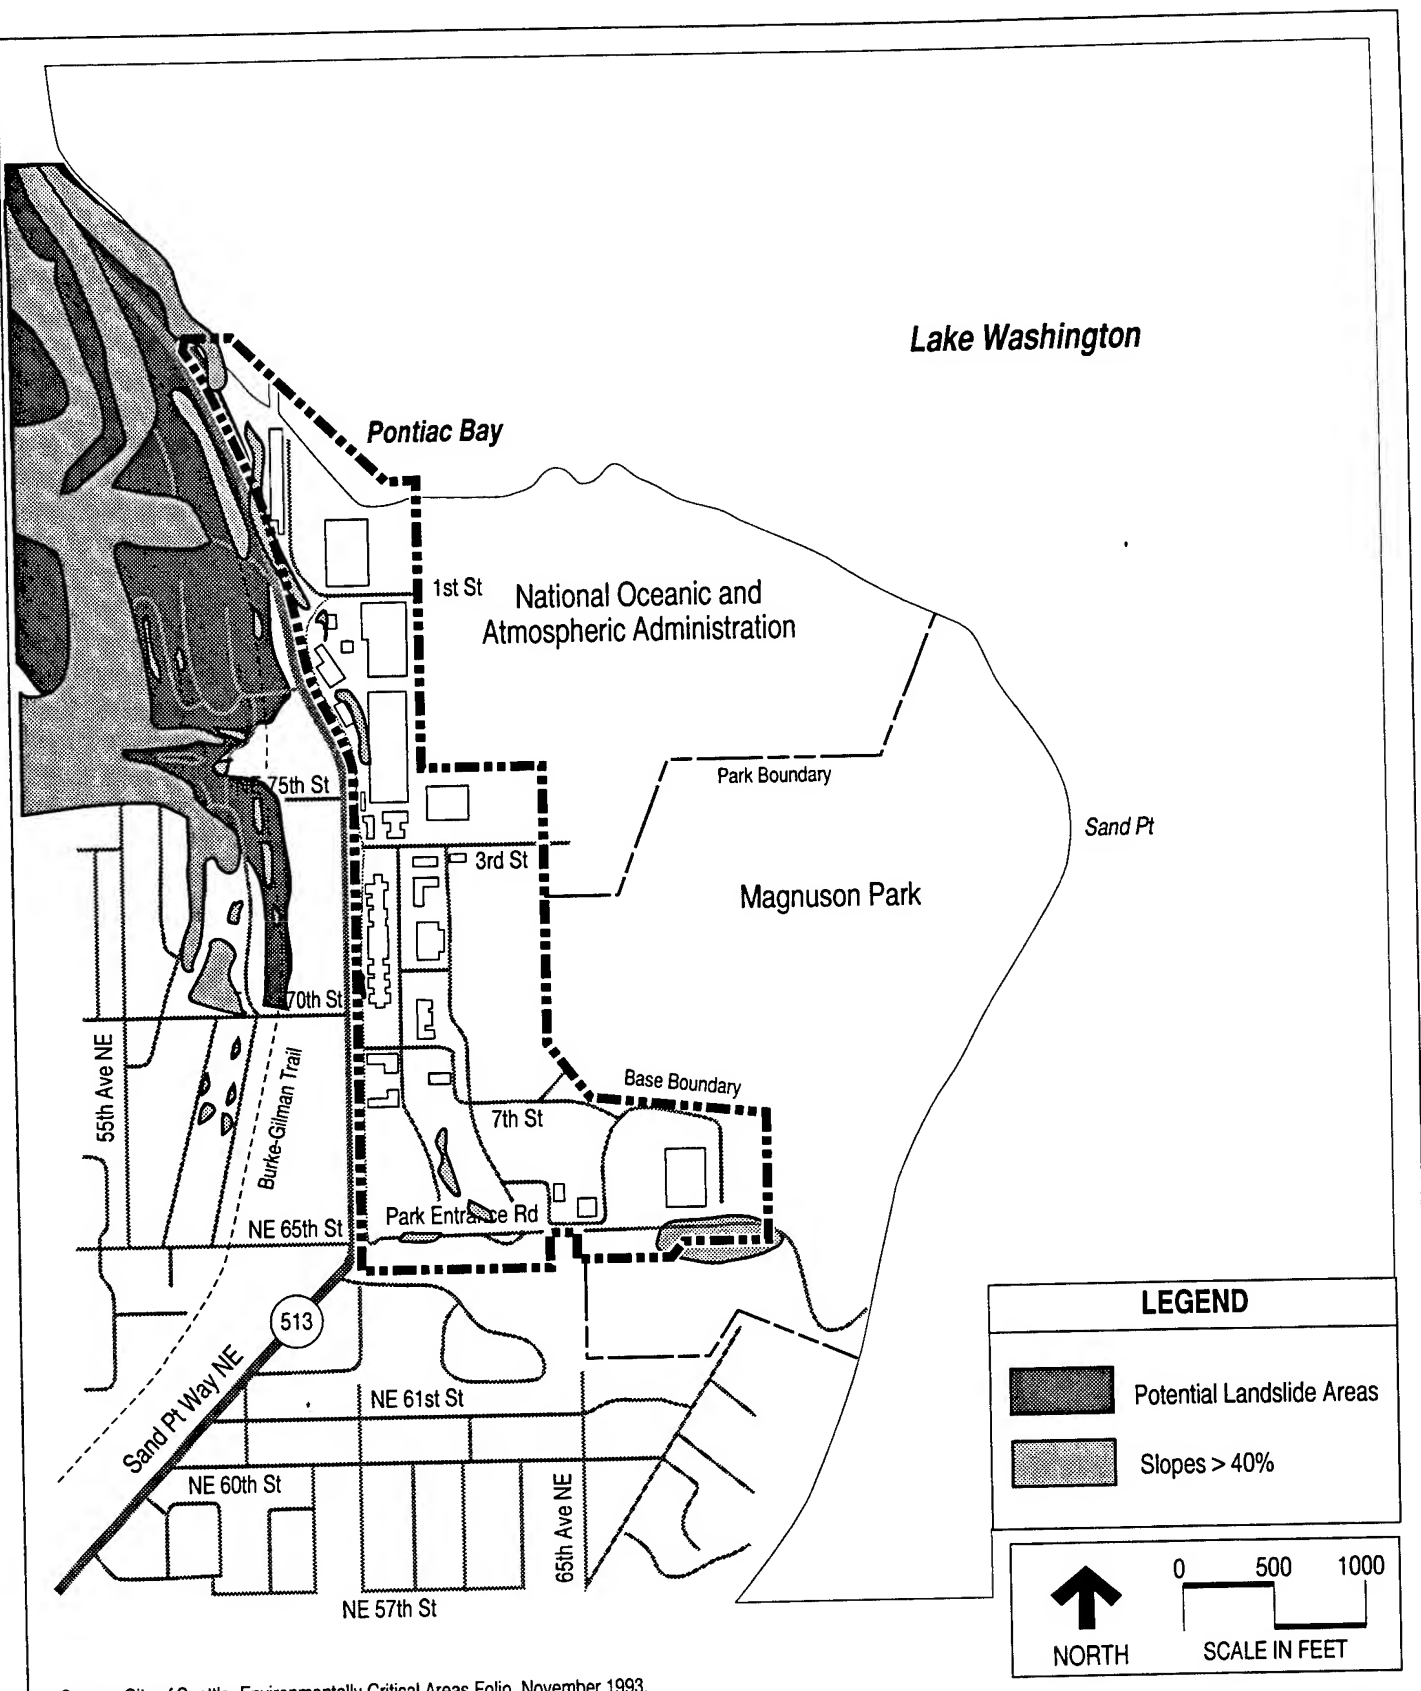 Lake Washington
Pontiac Bay
1st St
National Oceanic and
Atmospheric Administration
Park Boundary
NE 75th St
Sand Pt
3rd St
Magnuson Park
70th St
55th Ave NE
Burke-Gilman Trail
Base Boundary
7th St
Park Entrance Rd
NE 65th St
513
Sand Pt Way NE
NE 61st St
NE 60th St
65th Ave NE
NE 57th St
LEGEND
Potential Landslide Areas
Slopes > 40%
0 500 1000
NORTH
SCALE IN FEET
City of Seattle, Environmentally Critical Areas Folio, November 1993.